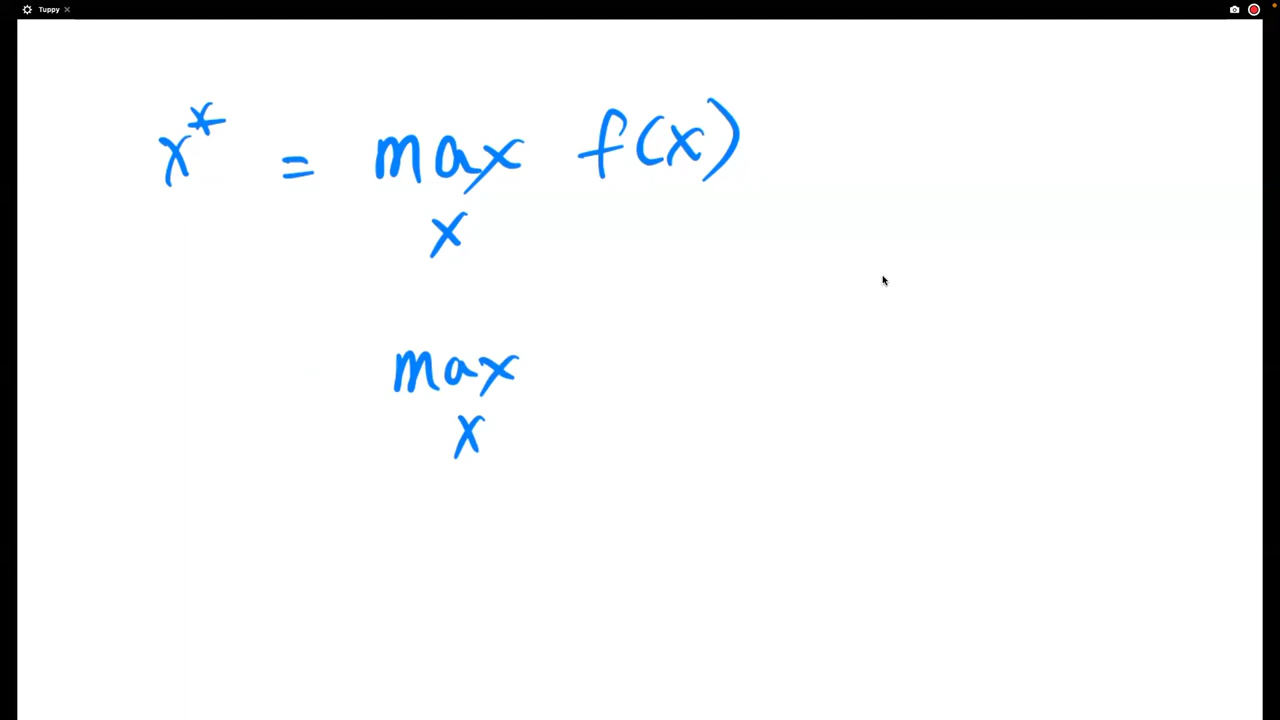 Tuppy
x* = max f(x)
x
max
x